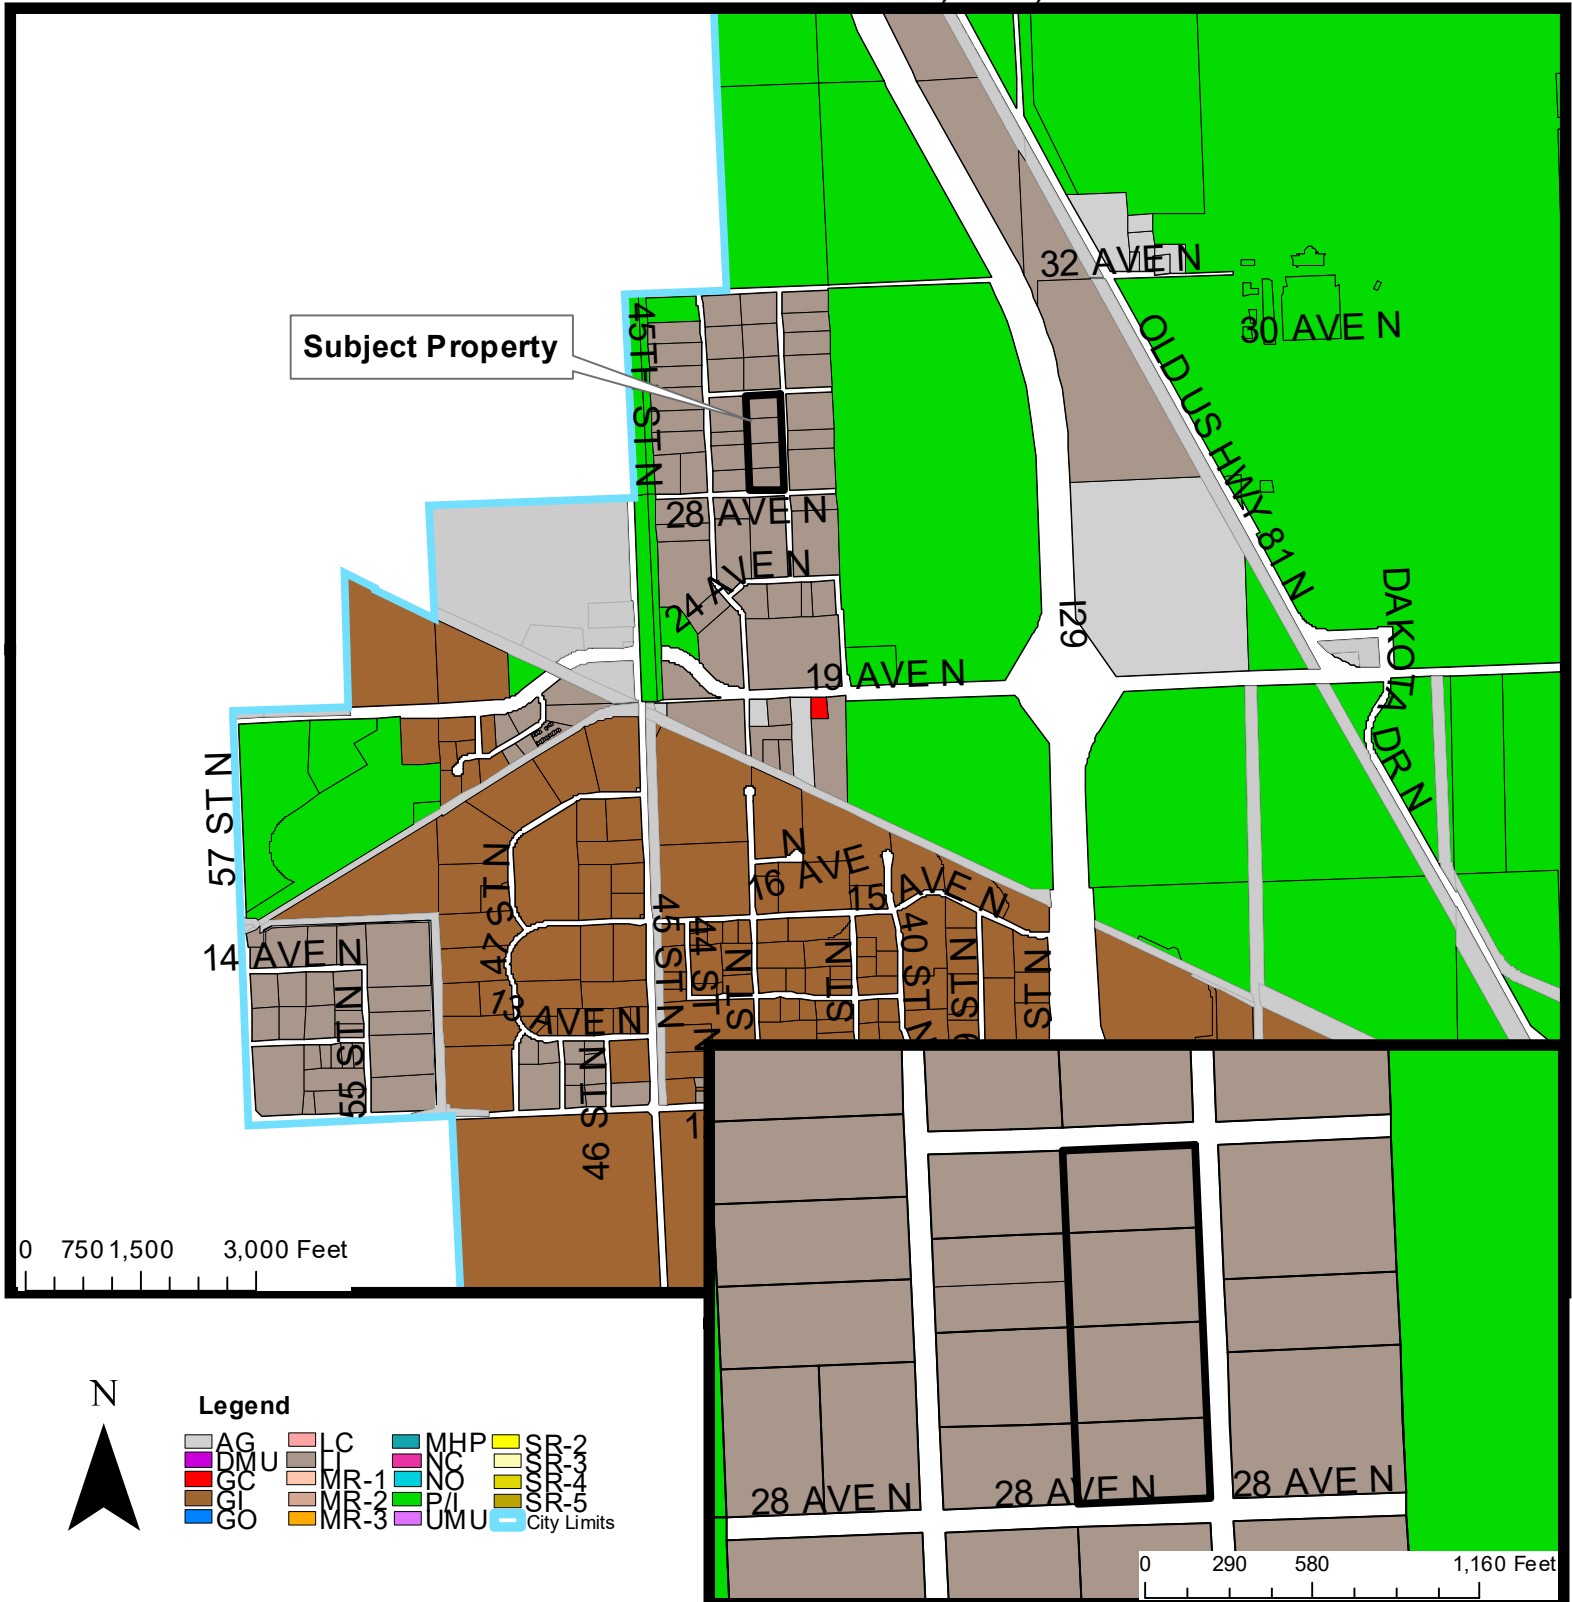 32 AVE N
30 AVE N
45TH ST N
Subject Property
OLD US HWY 81 N
28 AVE N
24 AVE N
I29
DAKOTA DR N
19 AVE N
57 ST N
47 ST N
16 AVE N
15 AVE N
45 ST N
44 ST N
ST N
ST N
40 ST N
ST N
14 AVE N
13 AVE N
55 ST N
46 ST N
0 750 1,500 3,000 Feet
28 AVE N
28 AVE N
28 AVE N
0 290 580 1,160 Feet
N
Legend
AG LC MHP SR-2
DMU LI NC SR-3
GC MR-1 NO SR-4
GI MR-2 P/I SR-5
GO MR-3 UMU City Limits